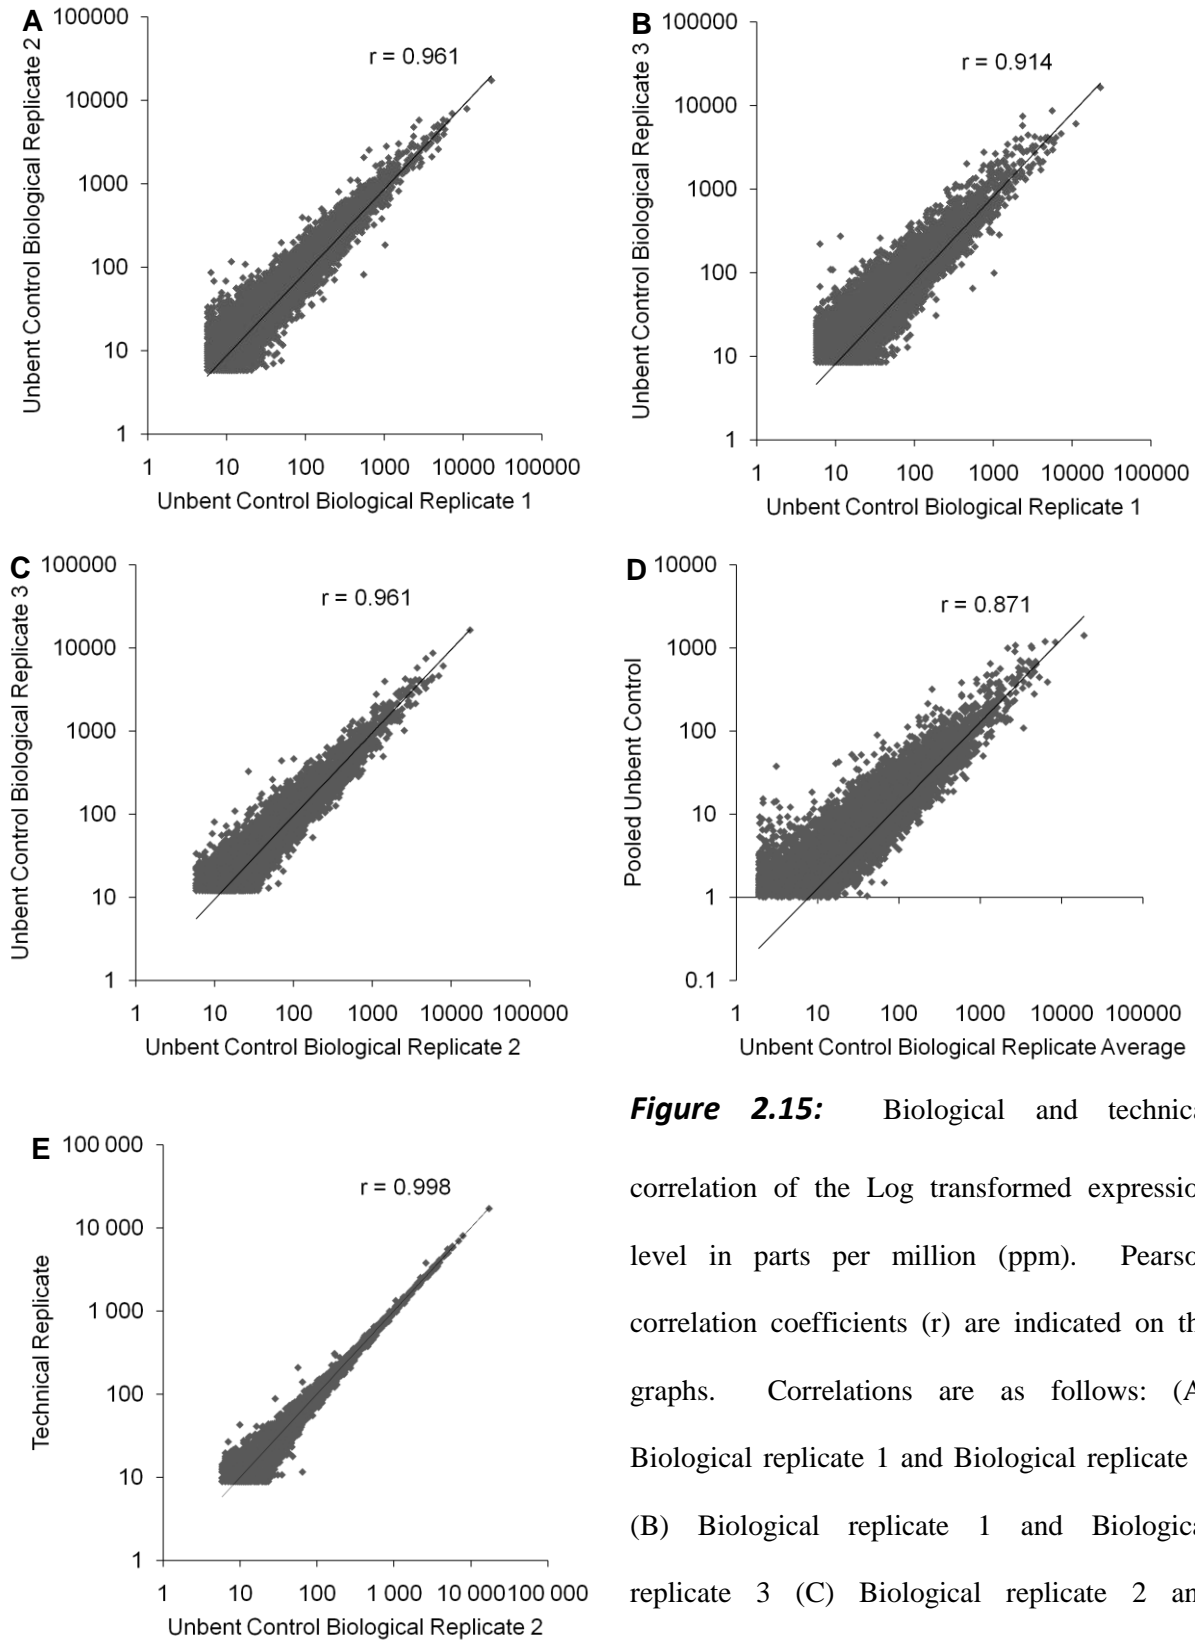 A
100000
10000
1000
100
10
1
Unbent Control Biological Replicate 2
r = 0.961
1 10 100 1000 10000 100000
Unbent Control Biological Replicate 1
B
100000
10000
1000
100
10
1
Unbent Control Biological Replicate 3
r = 0.914
1 10 100 1000 10000 100000
Unbent Control Biological Replicate 1
C
100000
10000
1000
100
10
1
Unbent Control Biological Replicate 3
r = 0.961
1 10 100 1000 10000 100000
Unbent Control Biological Replicate 2
D
10000
1000
100
10
1
0.1
Pooled Unbent Control
r = 0.871
1 10 100 1000 10000 100000
Unbent Control Biological Replicate Average
E
100 000
10 000
1 000
100
10
1
Technical Replicate
r = 0.998
1 10 100 1 000 10 000 100 000
Unbent Control Biological Replicate 2
Figure 2.15: Biological and technica
correlation of the Log transformed expressio
level in parts per million (ppm). Pearso
correlation coefficients (r) are indicated on th
graphs. Correlations are as follows: (A
Biological replicate 1 and Biological replicate
(B) Biological replicate 1 and Biologica
replicate 3 (C) Biological replicate 2 an